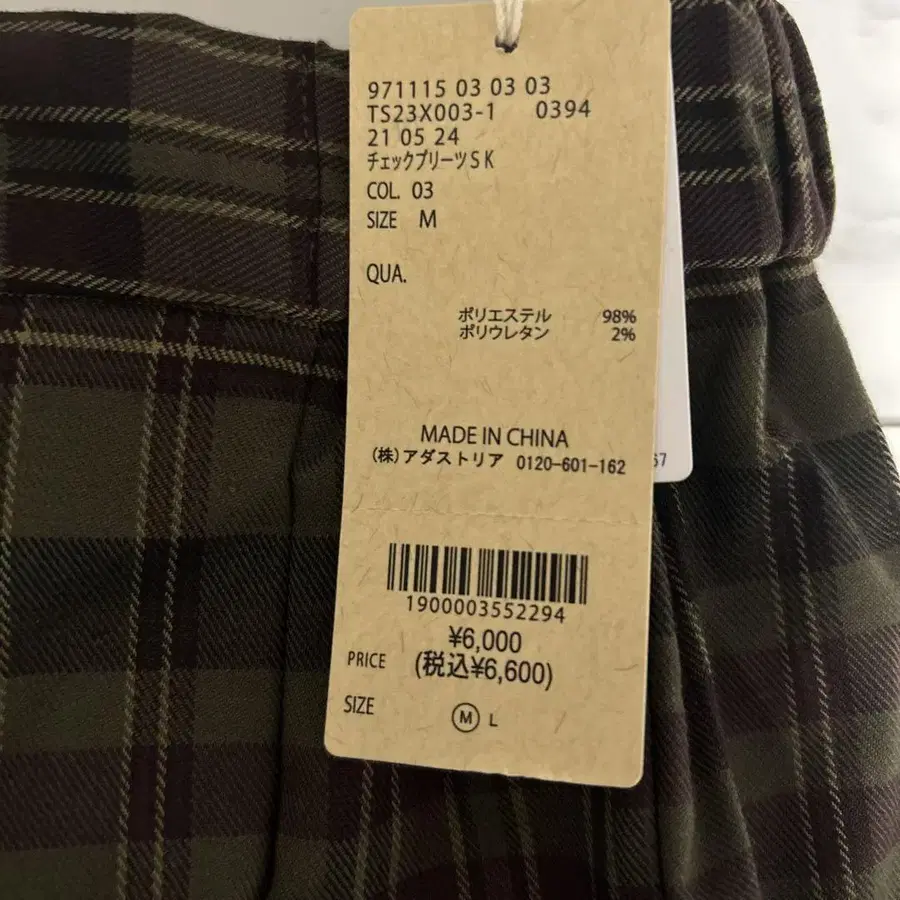 971115 03 03 03
TS23X003-1 0394
21 05 24
チェックプリーツSK
COL. 03
SIZE M
QUA.
ポリエステル 98%
ポリウレタン 2%
MADE IN CHINA
(株)アダストリア 0120-601-162
67
1900003552294
¥6,000
PRICE (税込¥6,600)
SIZE M L